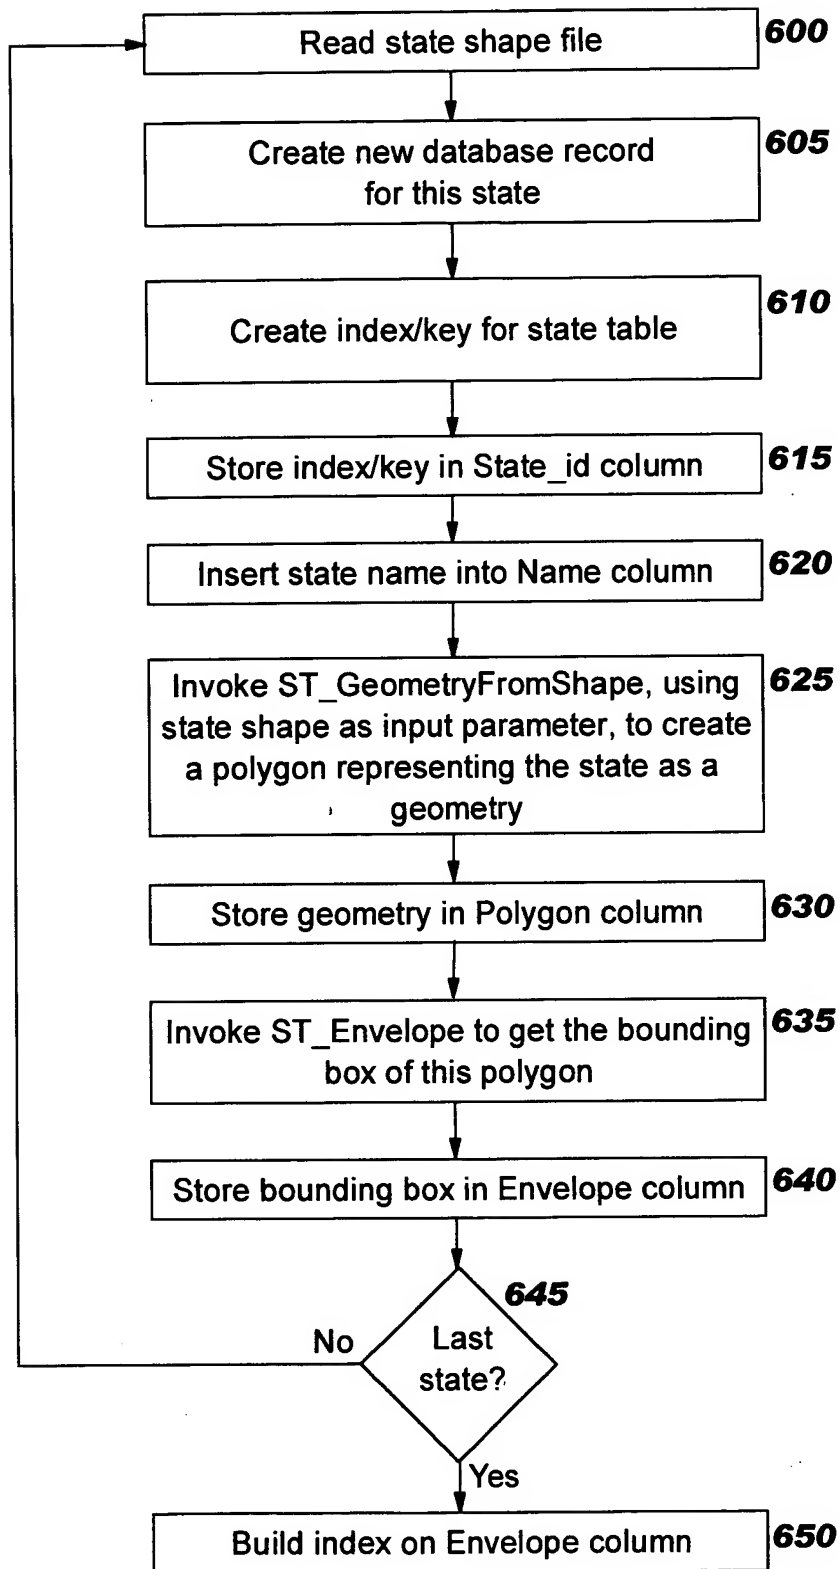 Read state shape file
600
Create new database record
for this state
605
Create index/key for state table
610
Store index/key in State_id column
615
Insert state name into Name column
620
Invoke ST_GeometryFromShape, using
state shape as input parameter, to create
a polygon representing the state as a
geometry
625
Store geometry in Polygon column
630
Invoke ST_Envelope to get the bounding
box of this polygon
635
Store bounding box in Envelope column
640
645
Last
state?
No
Yes
Build index on Envelope column
650